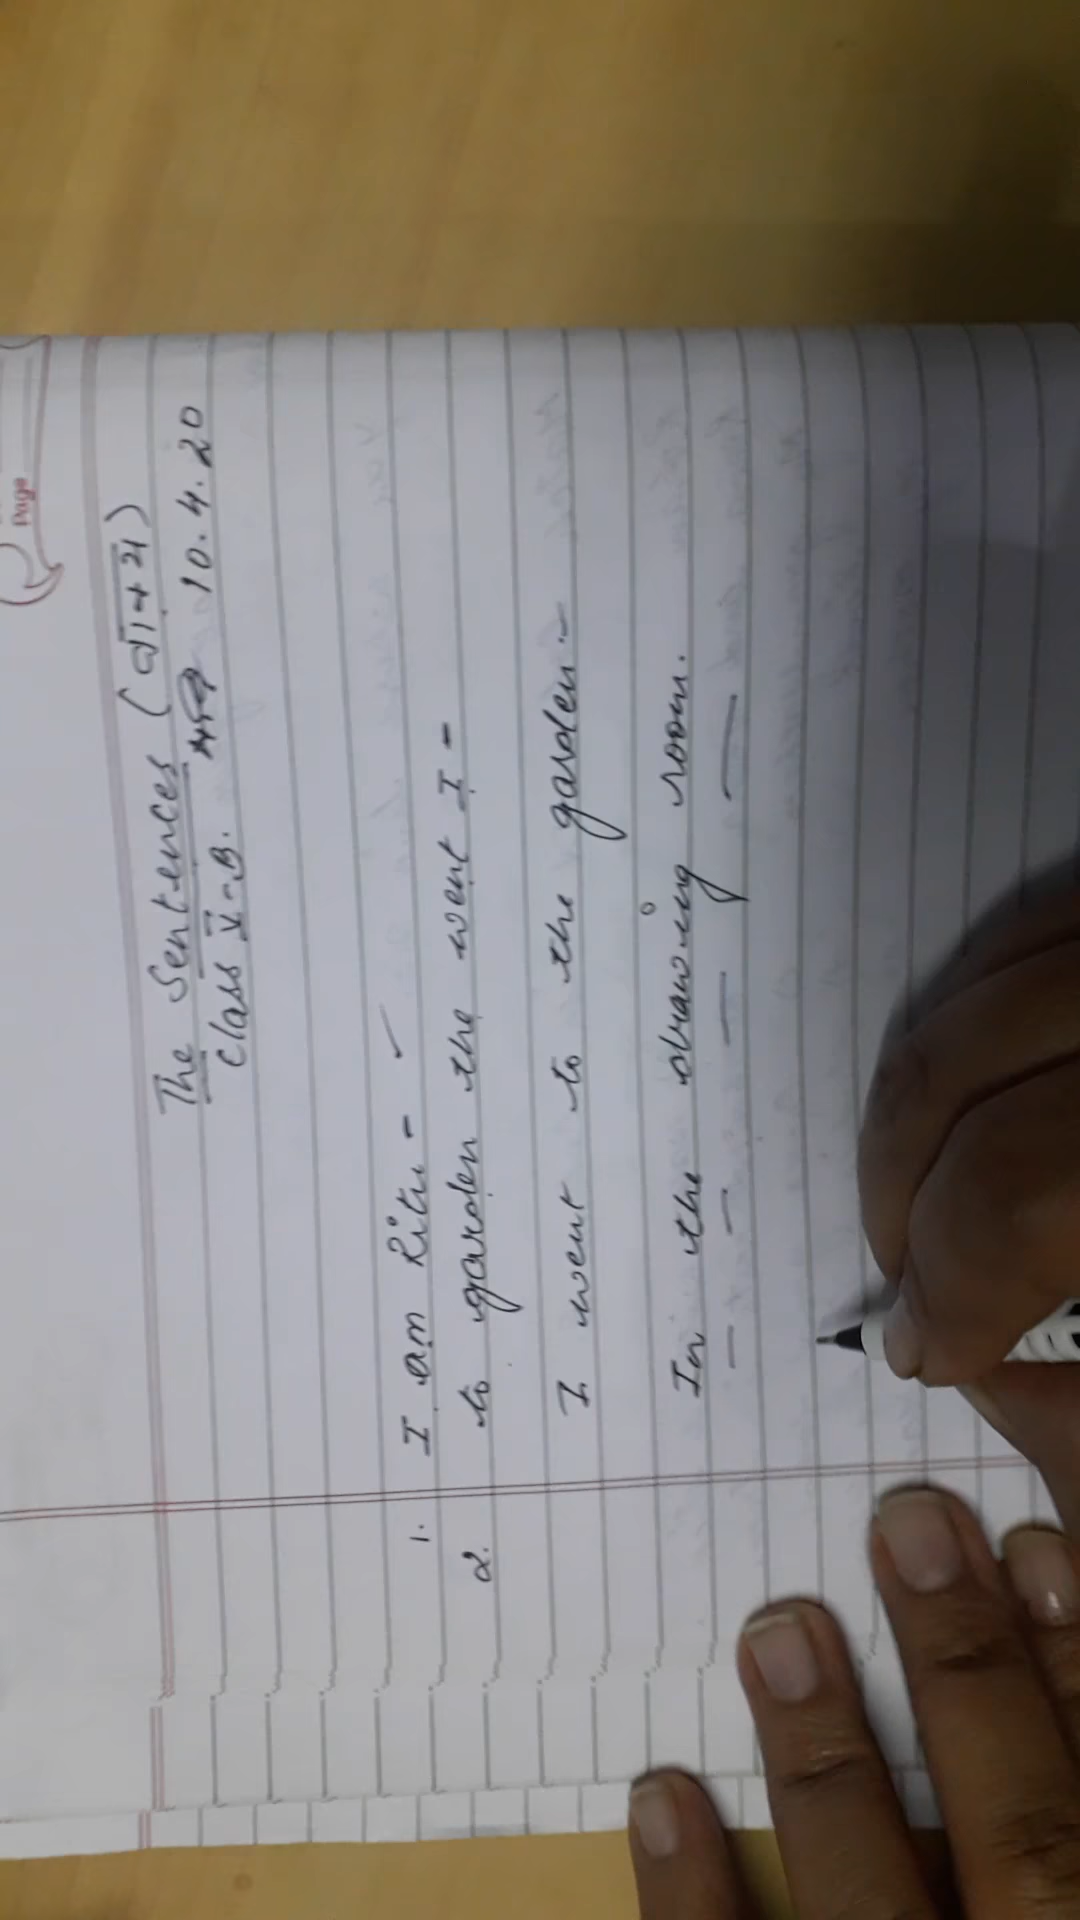 Page
The Sentences (वाक्य)
Class V-B. 10.4.20
1. I am Ritu - ✓
2. to garden the went I -
I went to the garden. -
In the drawing room.
— — — —